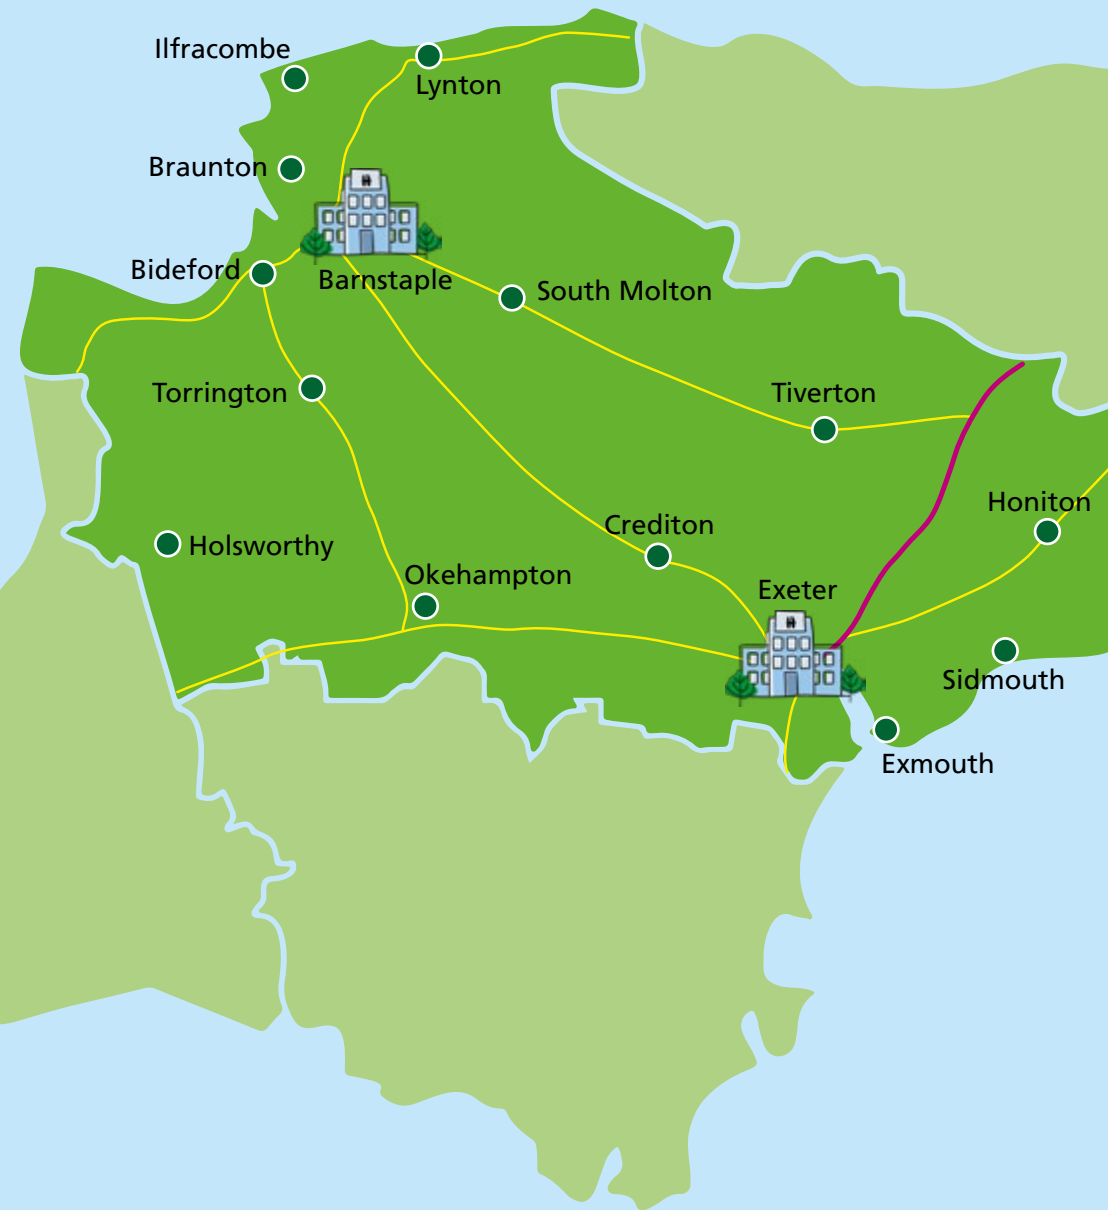 Ilfracombe
Lynton
Braunton
Bideford
Barnstaple
South Molton
Torrington
Tiverton
Honiton
Crediton
Holsworthy
Okehampton
Exeter
Sidmouth
Exmouth
H
H